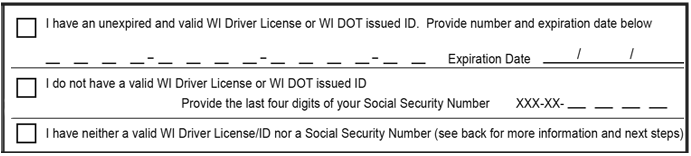 I have an unexpired and valid WI Driver License or WI DOT issued ID. Provide number and expiration date below
_ _ _ _ - _ _ _ _ - _ _ _ _ - _ _ Expiration Date ____/____/____
I do not have a valid WI Driver License or WI DOT issued ID
Provide the last four digits of your Social Security Number XXX-XX- _ _ _ _
I have neither a valid WI Driver License/ID nor a Social Security Number (see back for more information and next steps)